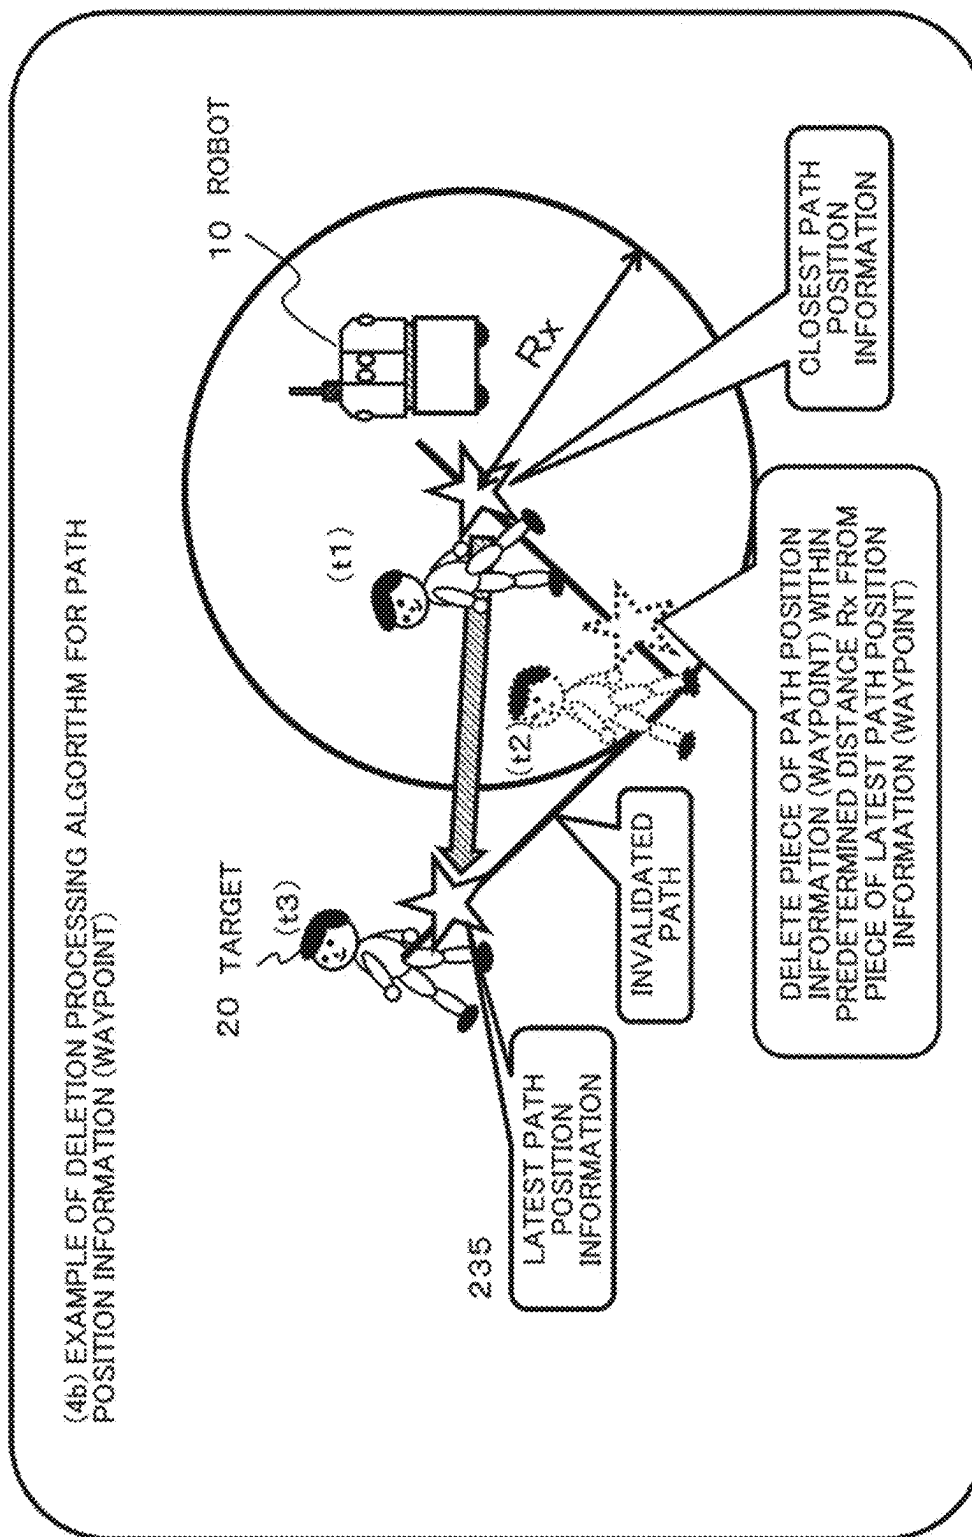 (4b) EXAMPLE OF DELETION PROCESSING ALGORITHM FOR PATH
POSITION INFORMATION (WAYPOINT)
20 TARGET
(t3)
(t1)
10 ROBOT
(t2)
Rx
235
LATEST PATH
POSITION
INFORMATION
INVALIDATED
PATH
DELETE PIECE OF PATH POSITION
INFORMATION (WAYPOINT) WITHIN
PREDETERMINED DISTANCE Rx FROM
PIECE OF LATEST PATH POSITION
INFORMATION (WAYPOINT)
CLOSEST PATH
POSITION
INFORMATION